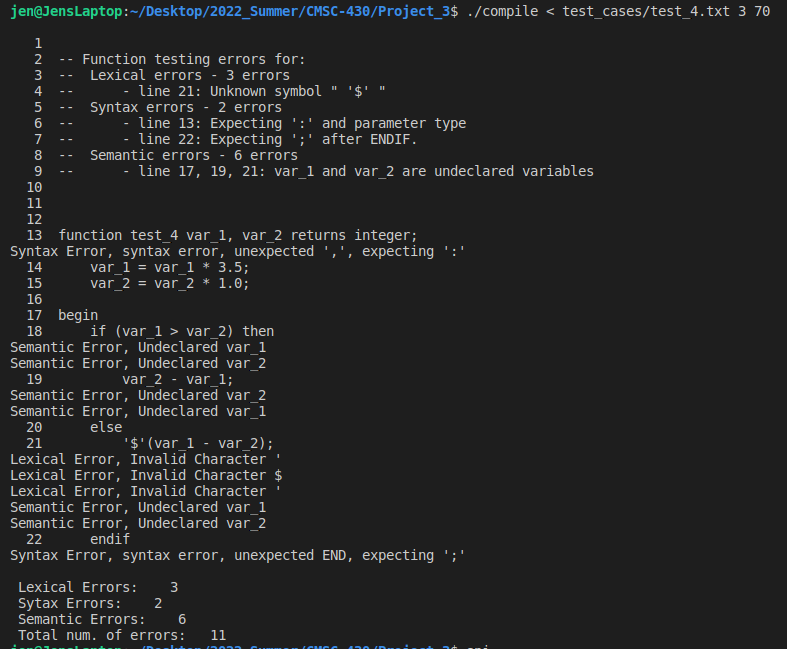 jen@JensLaptop:~/Desktop/2022_Summer/CMSC-430/Project_3$ ./compile < test_cases/test_4.txt 3 70
1
2 -- Function testing errors for:
3 -- Lexical errors - 3 errors
4 -- - line 21: Unknown symbol " '$' "
5 -- Syntax errors - 2 errors
6 -- - line 13: Expecting ':' and parameter type
7 -- - line 22: Expecting ';' after ENDIF.
8 -- Semantic errors - 6 errors
9 -- - line 17, 19, 21: var_1 and var_2 are undeclared variables
10
11
12
13 function test_4 var_1, var_2 returns integer;
Syntax Error, syntax error, unexpected ',', expecting ':'
14 var_1 = var_1 * 3.5;
15 var_2 = var_2 * 1.0;
16
17 begin
18 if (var_1 > var_2) then
Semantic Error, Undeclared var_1
Semantic Error, Undeclared var_2
19 var_2 - var_1;
Semantic Error, Undeclared var_2
Semantic Error, Undeclared var_1
20 else
21 '$'(var_1 - var_2);
Lexical Error, Invalid Character '
Lexical Error, Invalid Character $
Lexical Error, Invalid Character '
Semantic Error, Undeclared var_1
Semantic Error, Undeclared var_2
22 endif
Syntax Error, syntax error, unexpected END, expecting ';'
Lexical Errors: 3
Sytax Errors: 2
Semantic Errors: 6
Total num. of errors: 11
jen@JensLaptop:~/Desktop/2022_Summer/CMSC-430/Project_3$